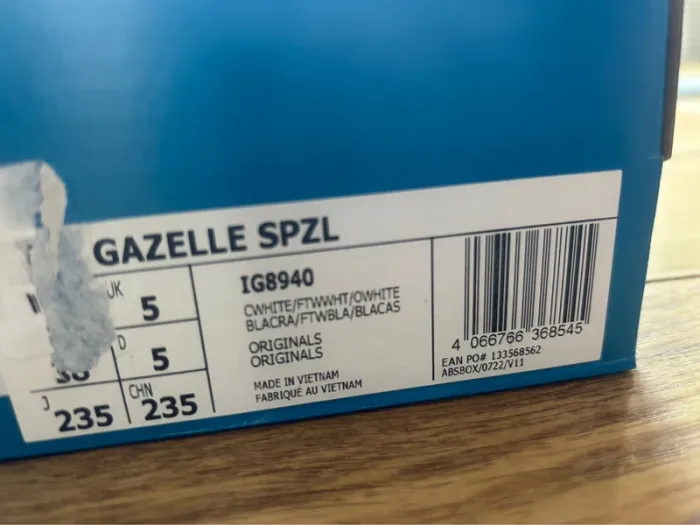 GAZELLE SPZL
UK 5
D 5
J 235
CHN 235
IG8940
CWHITE/FTWWHT/OWHITE
BLACRA/FTWBLA/BLACAS
ORIGINALS
ORIGINALS
MADE IN VIETNAM
FABRIQUÉ AU VIETNAM
4 066766 368545
EAN PO# 133568562
ABSBOX/0722/V11